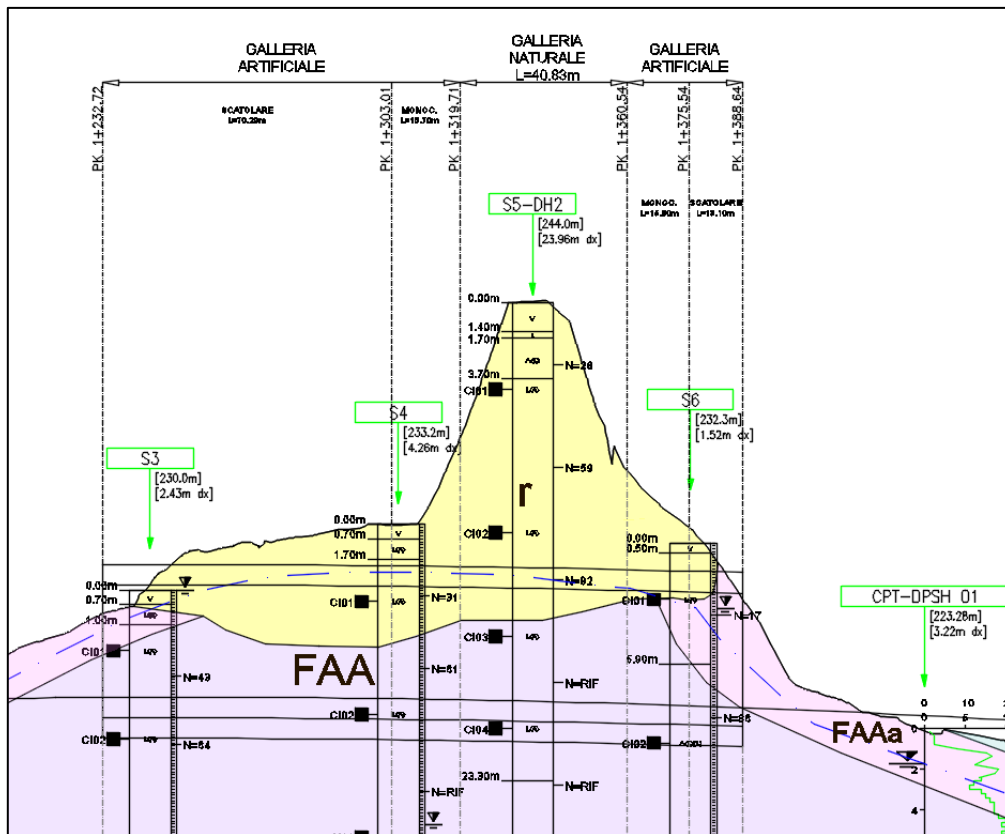 GALLERIA
ARTIFICIALE
GALLERIA
NATURALE
L=40.83m
GALLERIA
ARTIFICIALE
PK 1+232.72
SCATOLARE
L=70.29m
PK 1+303.01
MONOC.
PK 1+319.71
PK 1+360.54
PK 1+375.54
PK 1+388.64
MONOC.
SCATOLARE
S5-DH2
[244.0m]
[23.96m dx]
S6
[232.3m]
[1.52m dx]
S4
[233.2m]
[4.26m dx]
S3
[230.0m]
[2.43m dx]
CPT-DPSH 01
[223.28m]
[3.22m dx]
0.00m
V
1.40m
1.70m
3.70m
CI01
N=26
N=59
r
CI02
N=92
CI03
N=RIF
CI04
23.30m
N=RIF
0.00m
V
0.70m
1.70m
CI01
N=31
N=61
CI02
N=RIF
0.00m
V
0.70m
1.00m
CI01
N=43
CI02
N=64
0.00m
0.50m
V
CI01
N=17
5.90m
CI02
FAA
FAAa
0 10 20
0
2
4